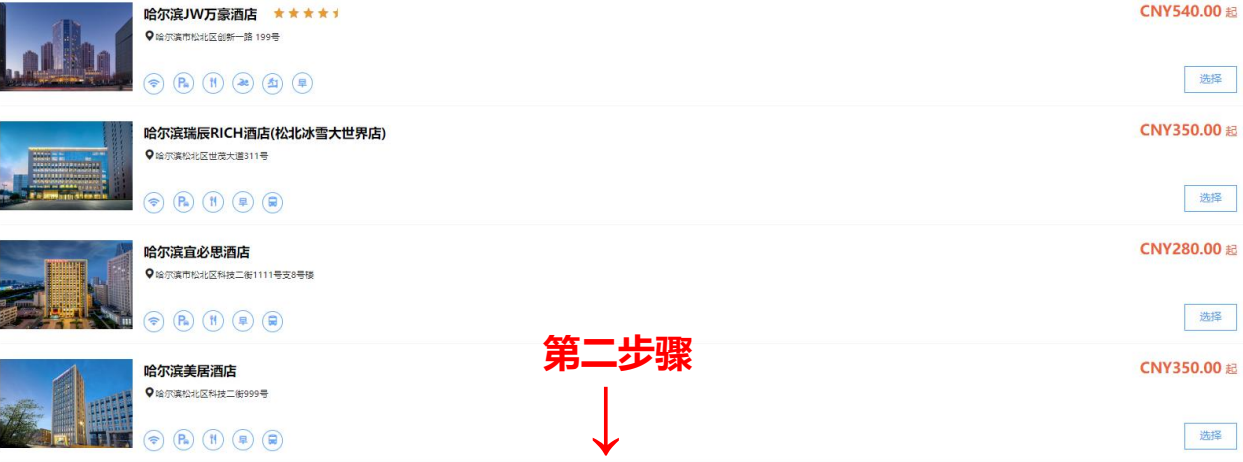 哈尔滨JW万豪酒店
CNY540.00 起
哈尔滨市松北区创新一路 199号
P
早
选择
哈尔滨瑞辰RICH酒店(松北冰雪大世界店)
CNY350.00 起
哈尔滨松北区世茂大道311号
P
早
选择
哈尔滨宜必思酒店
CNY280.00 起
哈尔滨市松北区科技二街1111号支8号楼
P
早
选择
第二步骤
哈尔滨美居酒店
CNY350.00 起
哈尔滨松北区科技二街999号
P
早
选择